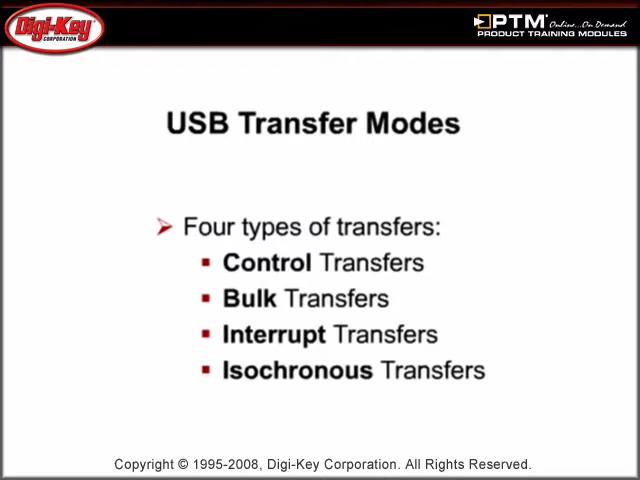 Digi-Key
CORPORATION
PTM
Online...On Demand
PRODUCT TRAINING MODULES
USB Transfer Modes
Four types of transfers:
Control Transfers
Bulk Transfers
Interrupt Transfers
Isochronous Transfers
Copyright © 1995-2008, Digi-Key Corporation. All Rights Reserved.